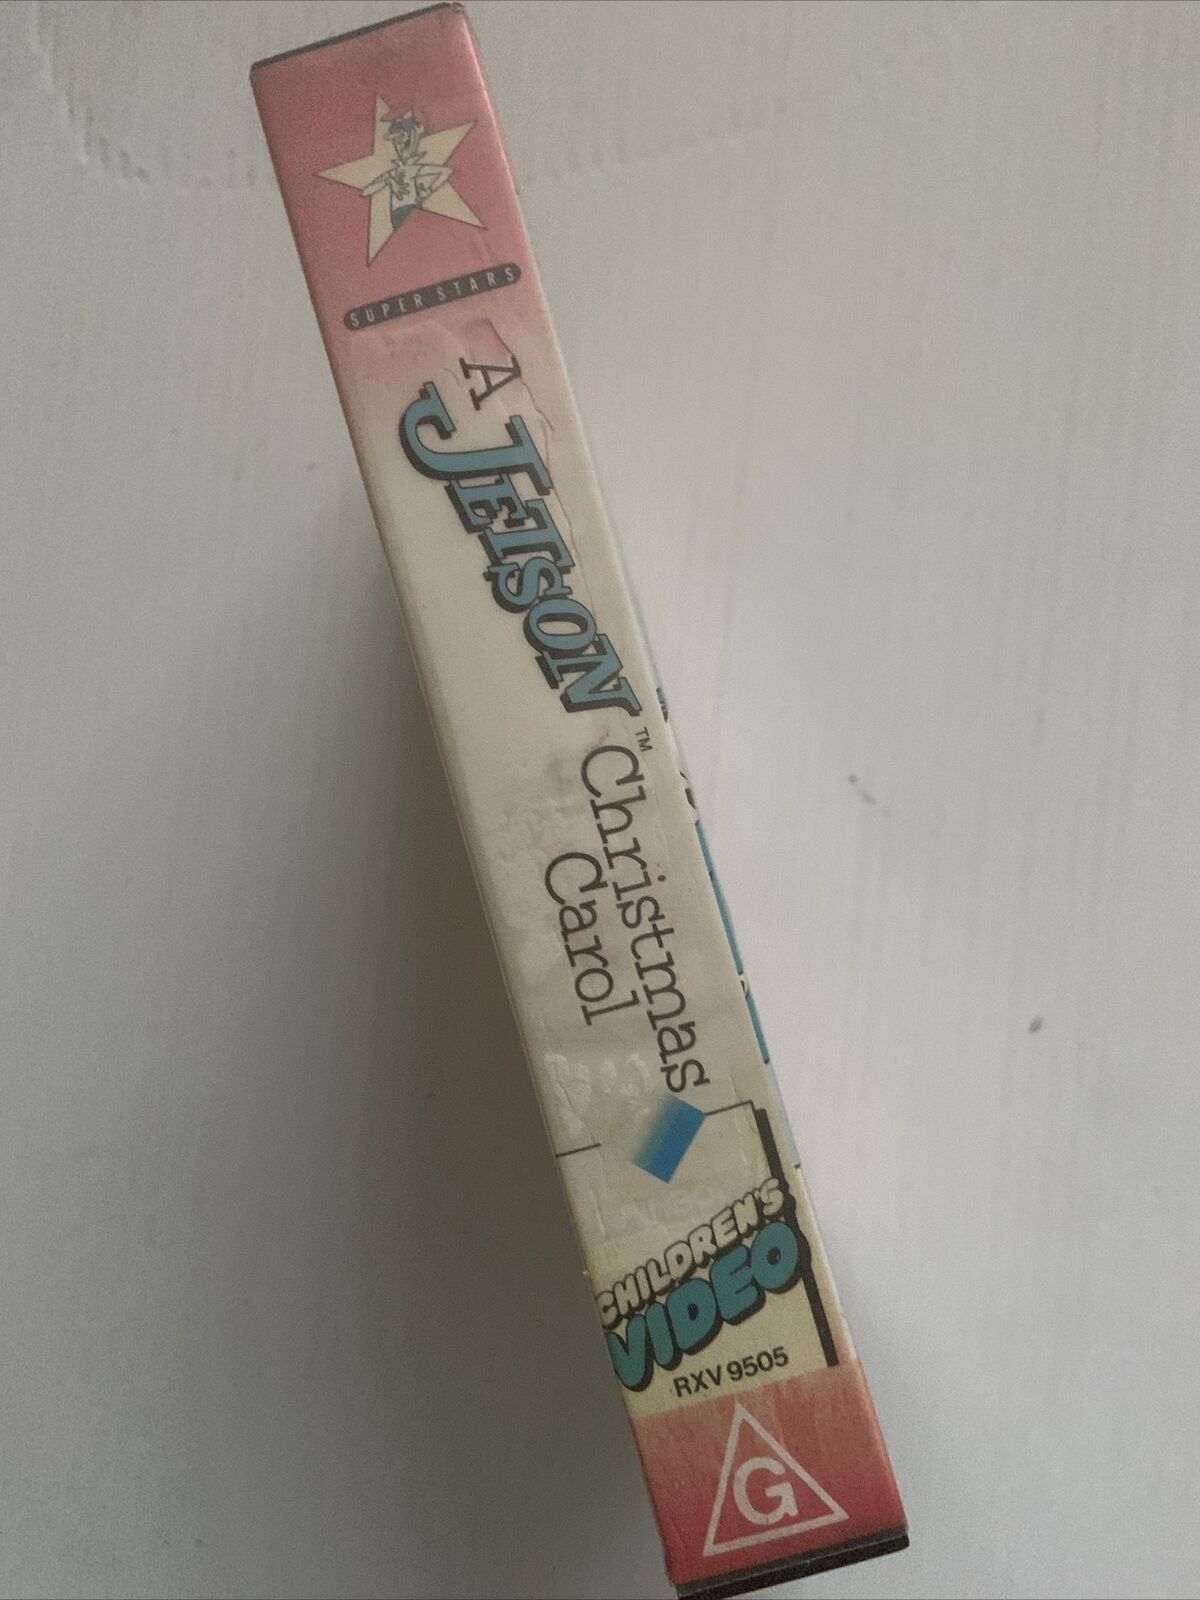 SUPER STARS
A
JETSON™
Christmas
Carol
CHILDREN'S
VIDEO
RXV 9505
G